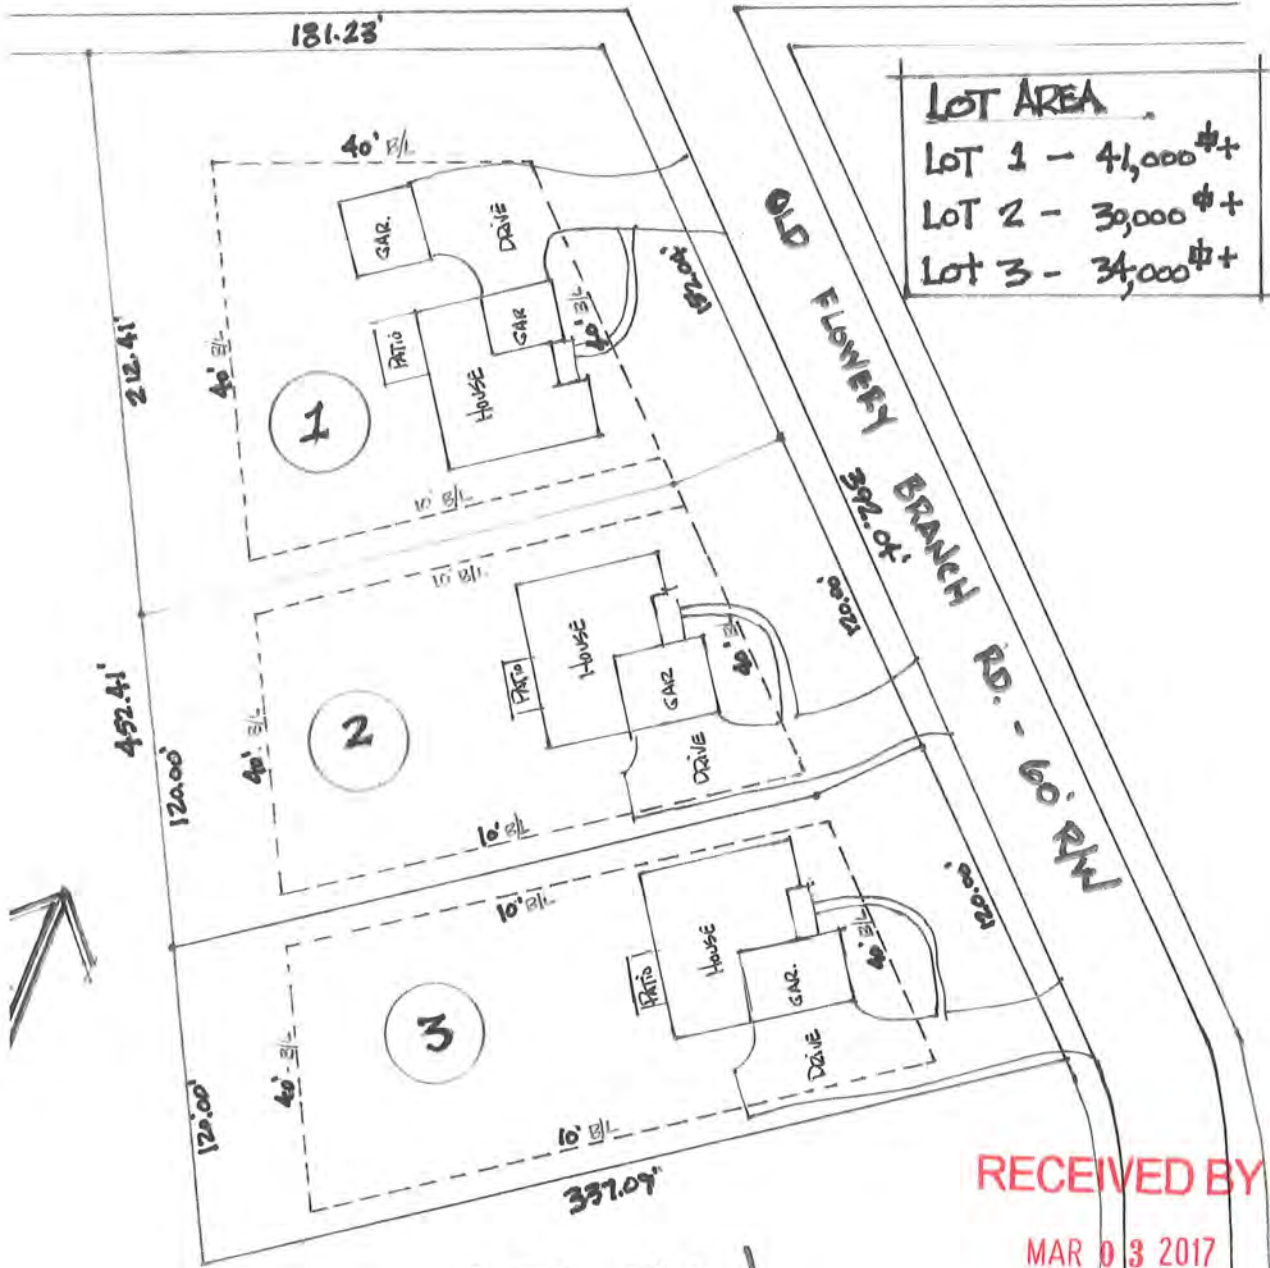 181.23'
LOT AREA
LOT 1 - 41,000 ⌗+
LOT 2 - 30,000 ⌗+
Lot 3 - 34,000 ⌗+
40' B/L
GAR.
DRIVE
OLD FLOWERY BRANCH RD. - 60' R/W
152.04'
212.41'
40' B/L
PATIO
GAR
40' B/L
HOUSE
1
10' B/L
392.04'
10' B/L
120.00'
452.41'
HOUSE
PATIO
GAR
40' B/L
2
40' B/L
DRIVE
120.00'
10' B/L
10' B/L
120.00'
HOUSE
PATIO
GAR.
40' B/L
3
40' B/L
DRIVE
120.00'
10' B/L
337.09'
RECEIVED BY
MAR 03 2017